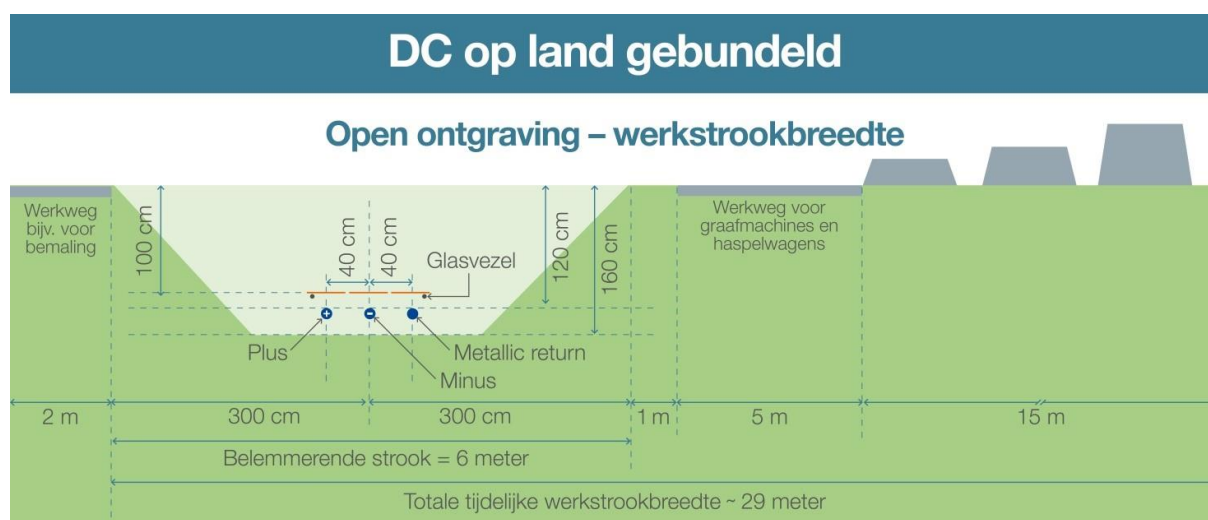 DC op land gebundeld
Open ontgraving – werkstrookbreedte
Werkweg
bijv. voor
bemaling
100 cm
40 cm
40 cm
Glasvezel
120 cm
160 cm
Werkweg voor
graafmachines en
haspelwagens
Plus
Metallic return
Minus
2 m
300 cm
300 cm
1 m
5 m
15 m
Belemmerende strook = 6 meter
Totale tijdelijke werkstrookbreedte ~ 29 meter